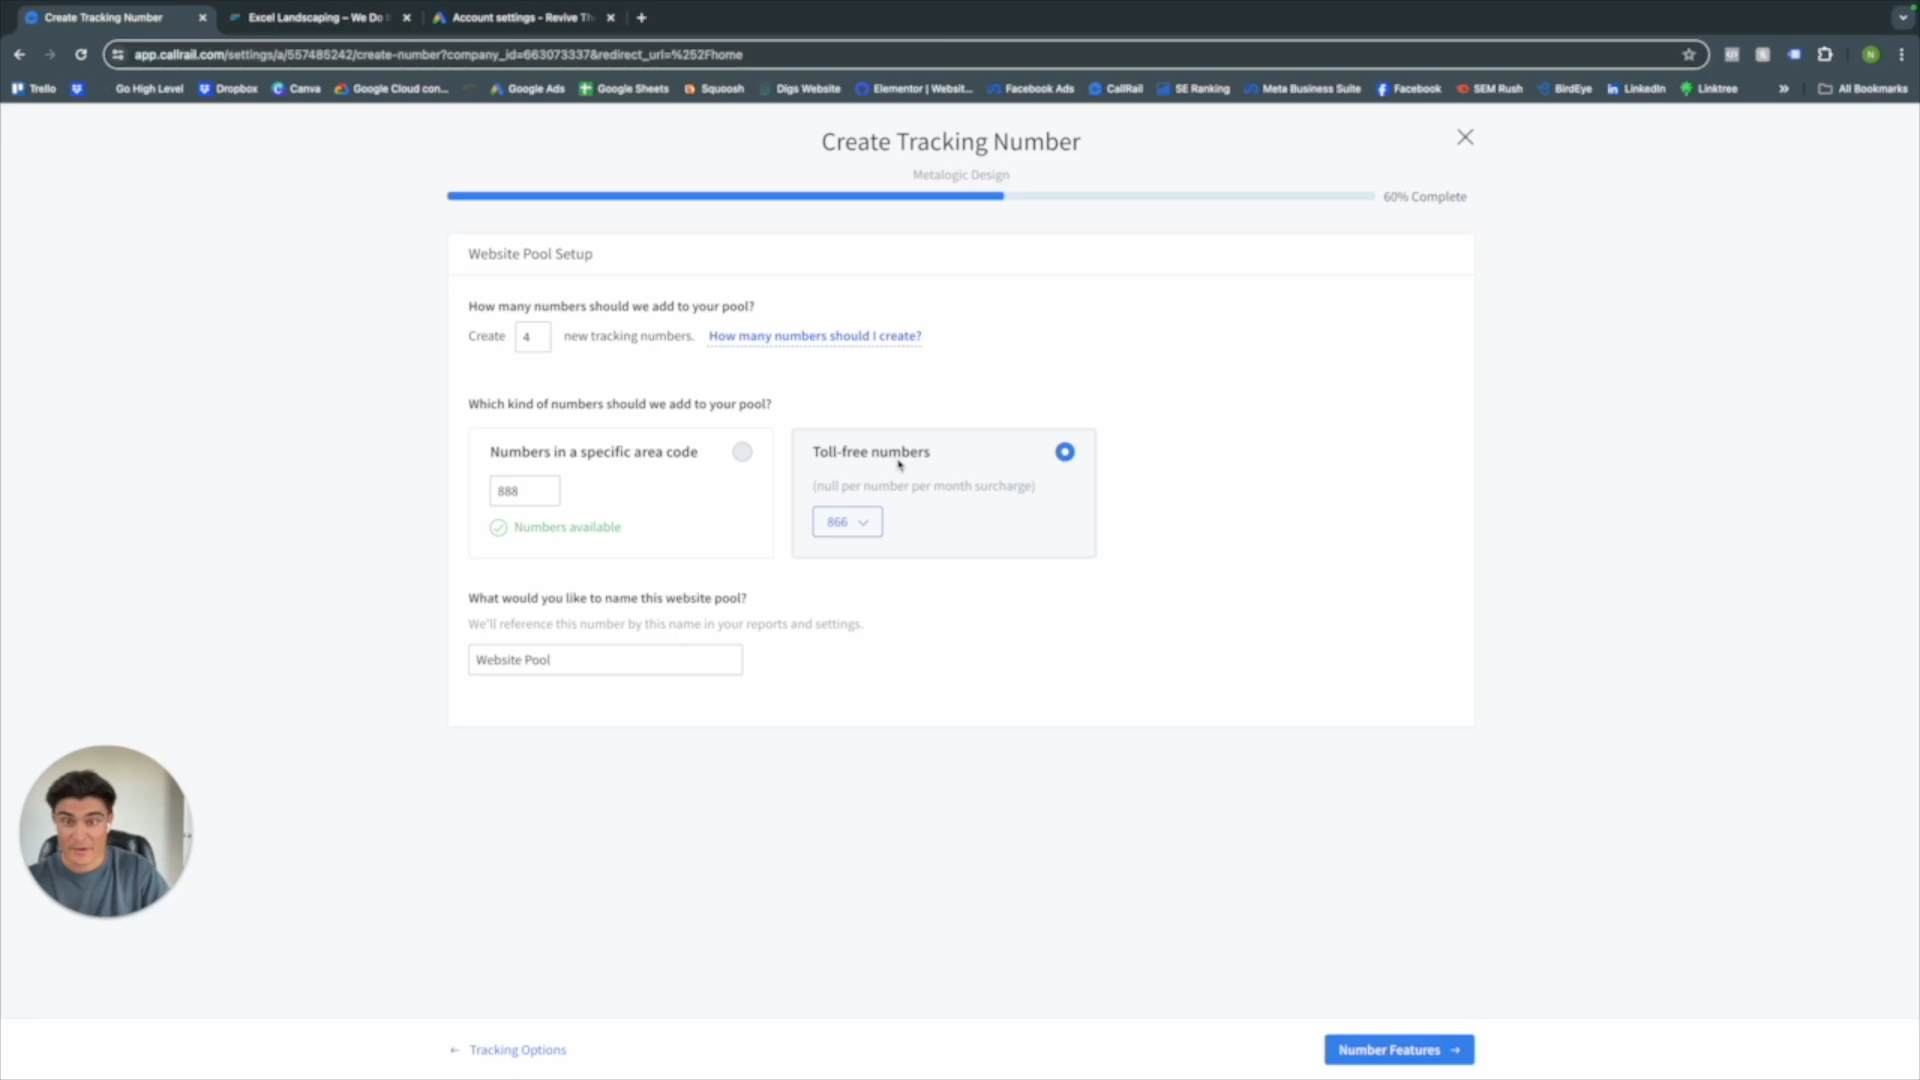 Create Tracking Number
Excel Landscaping – We Do
Account settings - Revive Th
app.callrail.com/settings/a/557485242/create-number?company_id=663073337&redirect_url=%252Fhome
N
Trello
Go High Level
Dropbox
Canva
Google Cloud con...
Google Ads
Google Sheets
Squoosh
Digs Website
Elementor | Websit...
Facebook Ads
CallRail
SE Ranking
Meta Business Suite
Facebook
SEM Rush
BirdEye
LinkedIn
Linktree
All Bookmarks
Create Tracking Number
Metalogic Design
60% Complete
Website Pool Setup
How many numbers should we add to your pool?
Create 4 new tracking numbers. How many numbers should I create?
Which kind of numbers should we add to your pool?
Numbers in a specific area code
888
Numbers available
Toll-free numbers
(null per number per month surcharge)
866
What would you like to name this website pool?
We'll reference this number by this name in your reports and settings.
Website Pool
← Tracking Options
Number Features →